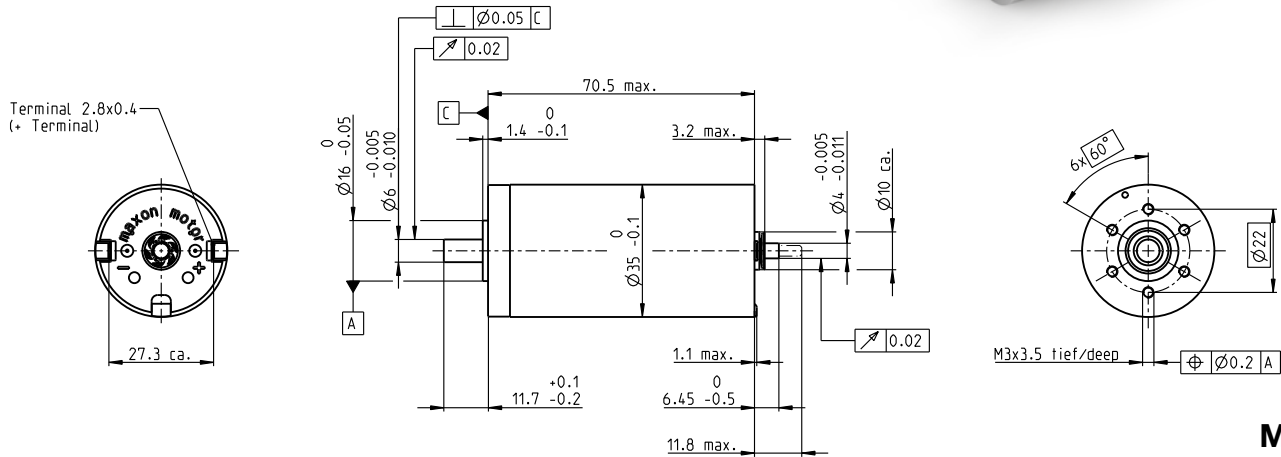 ⟂ Ø0.05 C
↗ 0.02
70.5 max.
Terminal 2.8x0.4
(+ Terminal)
C
0
1.4 -0.1
3.2 max.
0
Ø16 -0.05
-0.005
Ø6 -0.010
-0.005
Ø4 -0.011
Ø10 ca.
6x 60°
maxon motor
- +
0
Ø35 -0.1
Ø22
A
27.3 ca.
1.1 max.
↗ 0.02
M3x3.5 tief/deep
⌖ Ø0.2 A
+0.1
11.7 -0.2
0
6.45 -0.5
11.8 max.
M